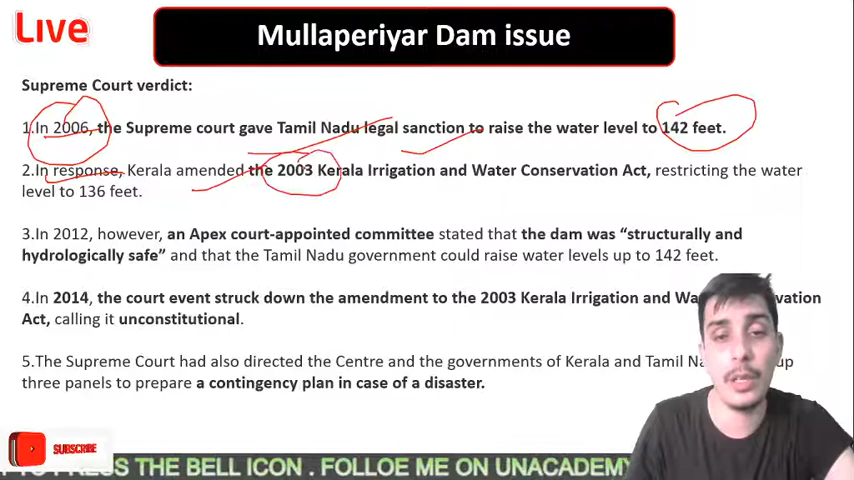 Live
Mullaperiyar Dam issue
Supreme Court verdict:
1.In 2006, the Supreme court gave Tamil Nadu legal sanction to raise the water level to 142 feet.
2.In response, Kerala amended the 2003 Kerala Irrigation and Water Conservation Act, restricting the water
level to 136 feet.
3.In 2012, however, an Apex court-appointed committee stated that the dam was “structurally and
hydrologically safe” and that the Tamil Nadu government could raise water levels up to 142 feet.
4.In 2014, the court event struck down the amendment to the 2003 Kerala Irrigation and
Act, calling it unconstitutional.
5.The Supreme Court had also directed the Centre and the governments of Kerala and Tamil
three panels to prepare a contingency plan in case of a disaster.
SUBSCRIBE
PRESS THE BELL ICON . FOLLOE ME ON UNACADEMY